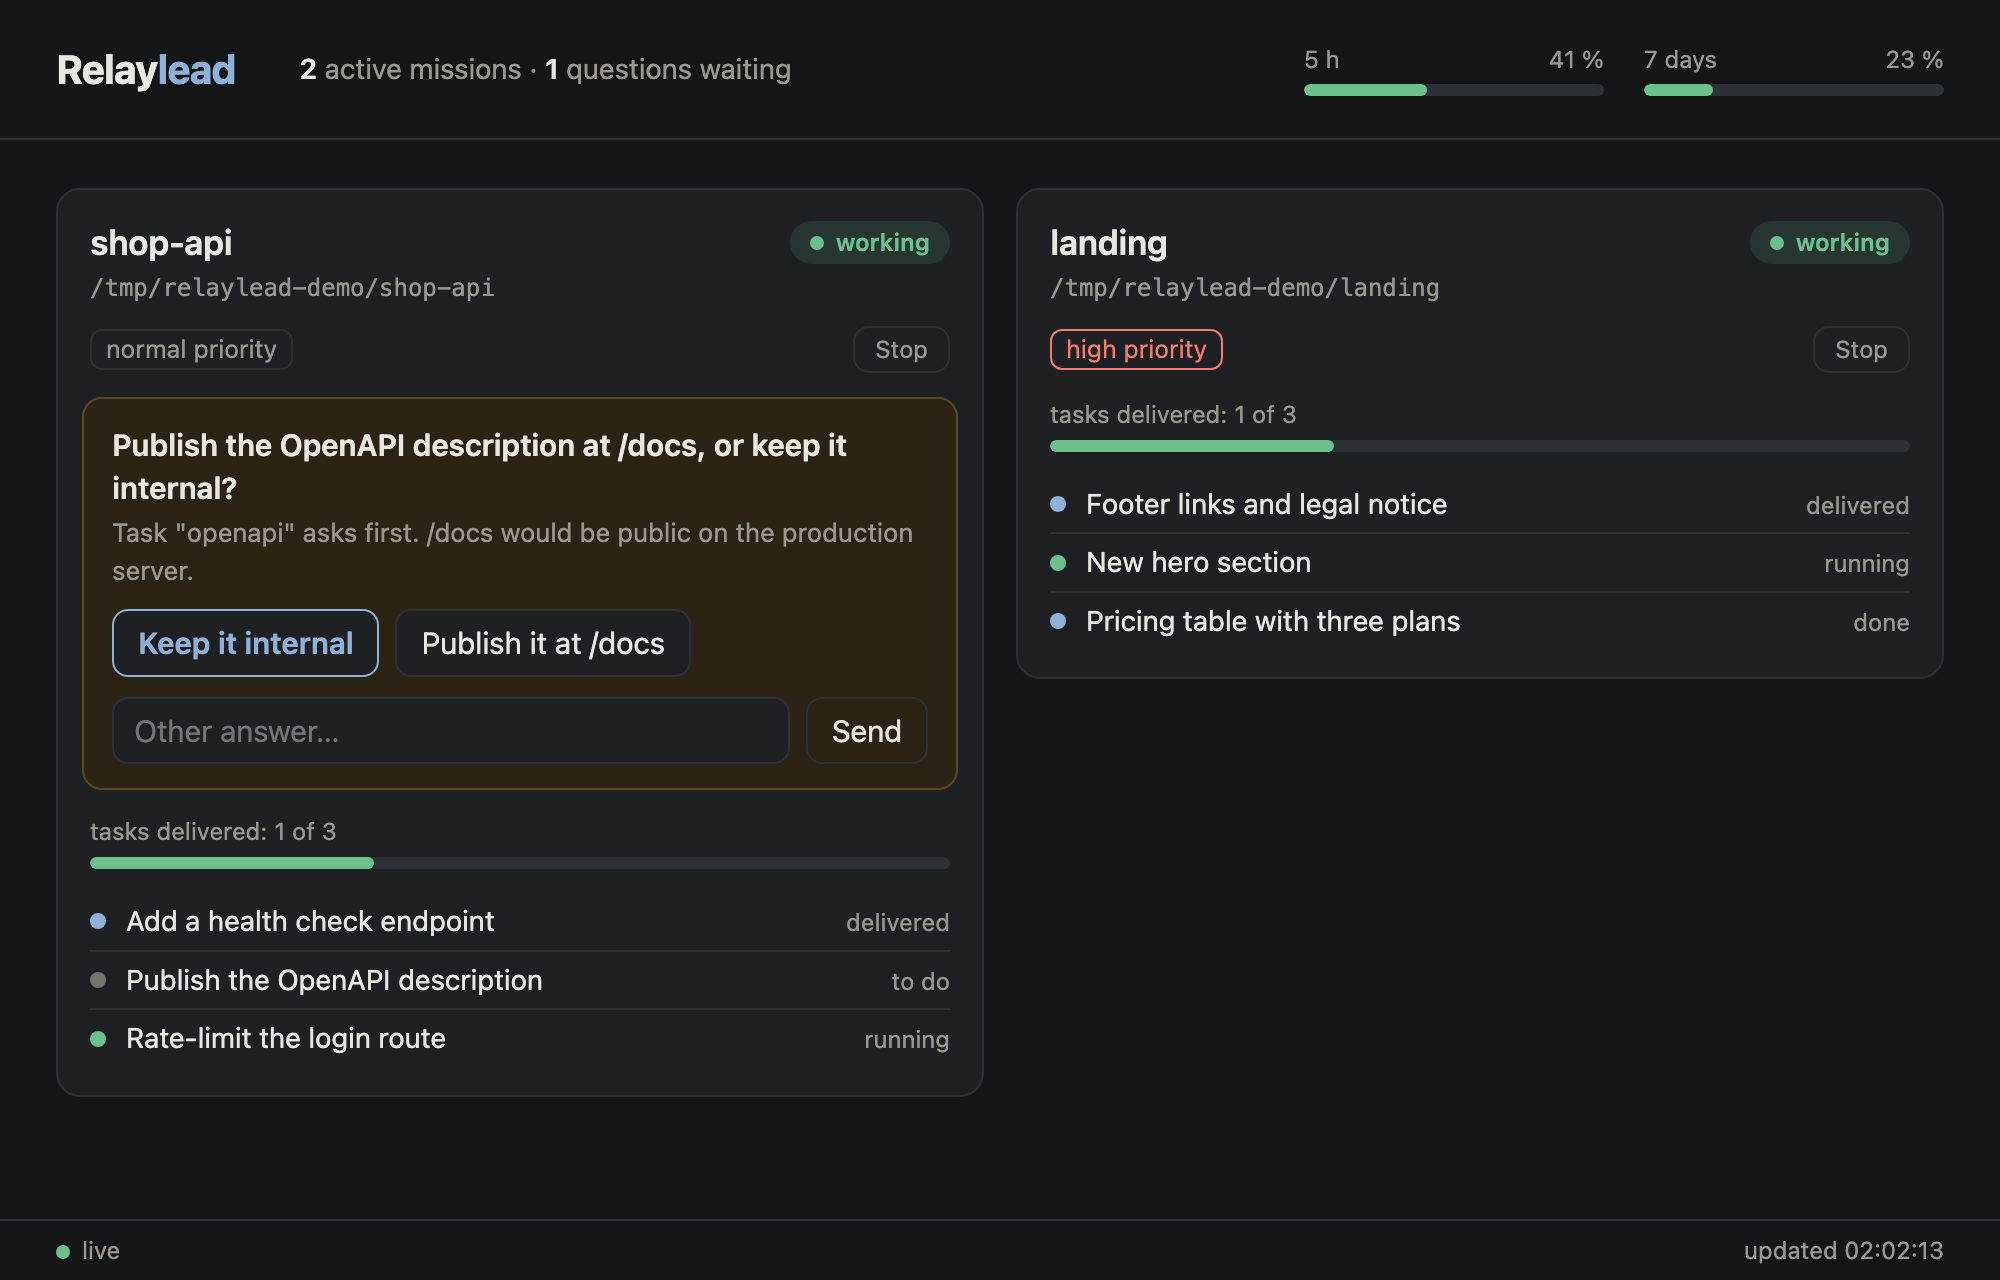 Relaylead
2 active missions · 1 questions waiting
5 h 41 %
7 days 23 %
shop-api
working
/tmp/relaylead-demo/shop-api
normal priority
Stop
Publish the OpenAPI description at /docs, or keep it
internal?
Task "openapi" asks first. /docs would be public on the production
server.
Keep it internal
Publish it at /docs
Other answer...
Send
tasks delivered: 1 of 3
Add a health check endpoint delivered
Publish the OpenAPI description to do
Rate-limit the login route running
landing
working
/tmp/relaylead-demo/landing
high priority
Stop
tasks delivered: 1 of 3
Footer links and legal notice delivered
New hero section running
Pricing table with three plans done
live
updated 02:02:13